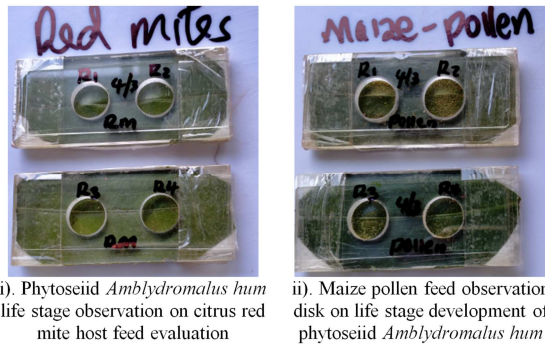 Red mites
R1 4/3 R2
Rm
R3 R4
Rm
Maize-pollen
R1 4/3 R2
Pollen
R3 4/3 R4
Pollen
i). Phytoseiid Amblydromalus hum
life stage observation on citrus red
mite host feed evaluation
ii). Maize pollen feed observation
disk on life stage development of
phytoseiid Amblydromalus hum